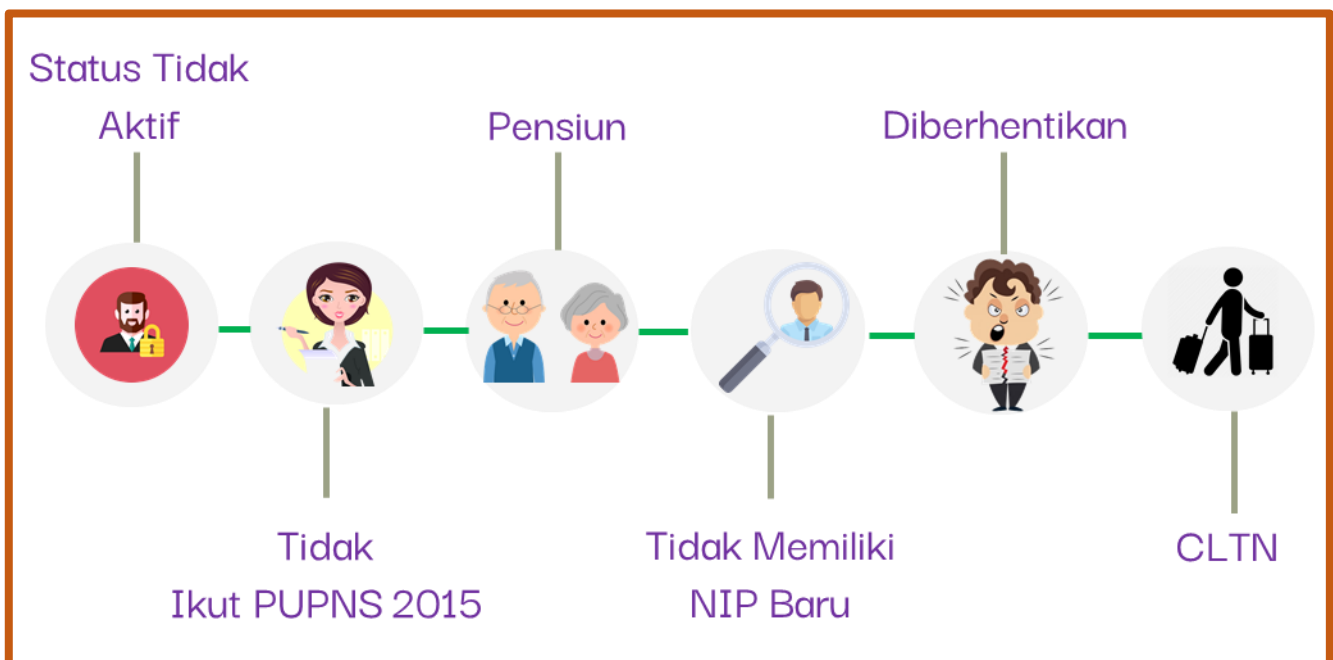 Status Tidak
Aktif
Pensiun
Diberhentikan
Tidak
Ikut PUPNS 2015
Tidak Memiliki
NIP Baru
CLTN